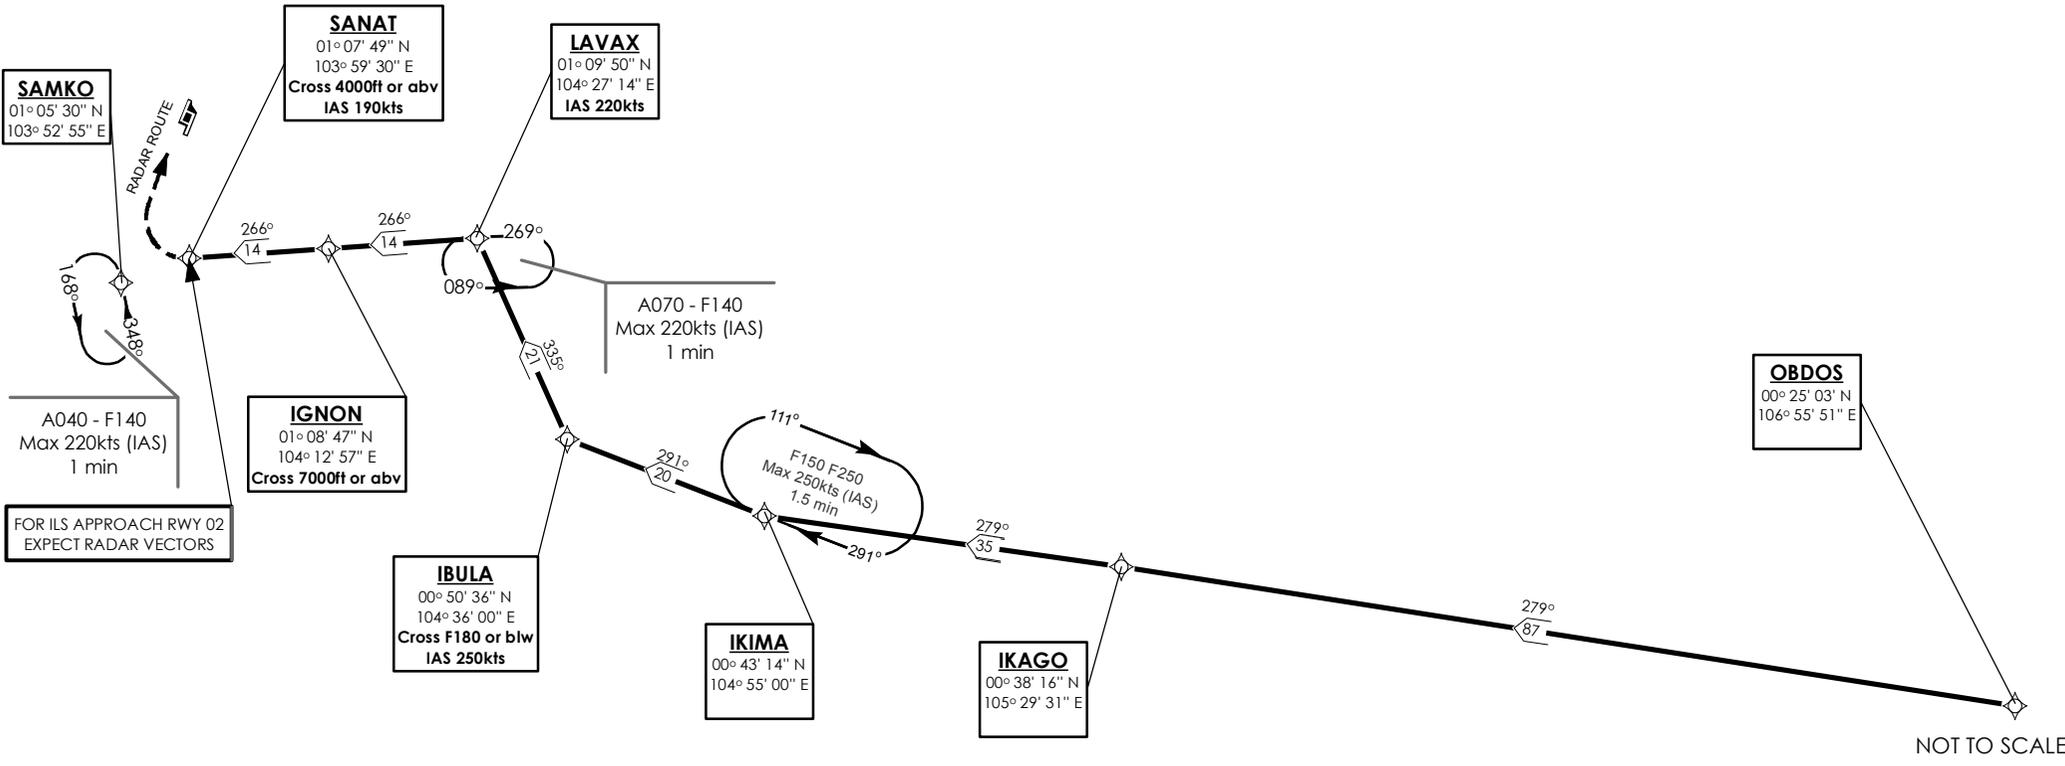 SANAT
01° 07' 49" N
103° 59' 30" E
Cross 4000ft or abv
IAS 190kts
LAVAX
01° 09' 50" N
104° 27' 14" E
IAS 220kts
SAMKO
01° 05' 30" N
103° 52' 55" E
RADAR ROUTE
266°
14
266°
14
269°
089°
168°
348°
A070 - F140
Max 220kts (IAS)
1 min
335°
21
A040 - F140
Max 220kts (IAS)
1 min
IGNON
01° 08' 47" N
104° 12' 57" E
Cross 7000ft or abv
FOR ILS APPROACH RWY 02
EXPECT RADAR VECTORS
111°
F150 F250
Max 250kts (IAS)
1.5 min
291°
291°
20
OBDOS
00° 25' 03' N
106° 55' 51" E
279°
35
279°
87
IBULA
00° 50' 36" N
104° 36' 00" E
Cross F180 or blw
IAS 250kts
IKIMA
00° 43' 14" N
104° 55' 00" E
IKAGO
00° 38' 16" N
105° 29' 31" E
NOT TO SCALE